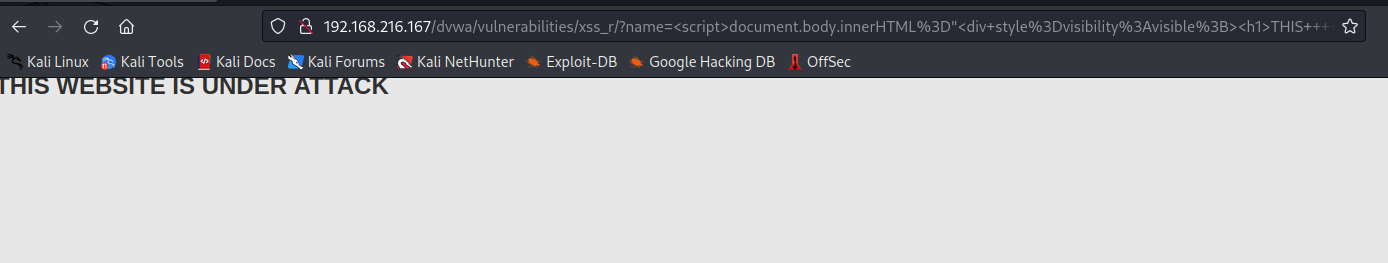 192.168.216.167/dvwa/vulnerabilities/xss_r/?name=<script>document.body.innerHTML%3D"<div+style%3Dvisibility%3Avisible%3B><h1>THIS++++
Kali Linux Kali Tools Kali Docs Kali Forums Kali NetHunter Exploit-DB Google Hacking DB OffSec
THIS WEBSITE IS UNDER ATTACK